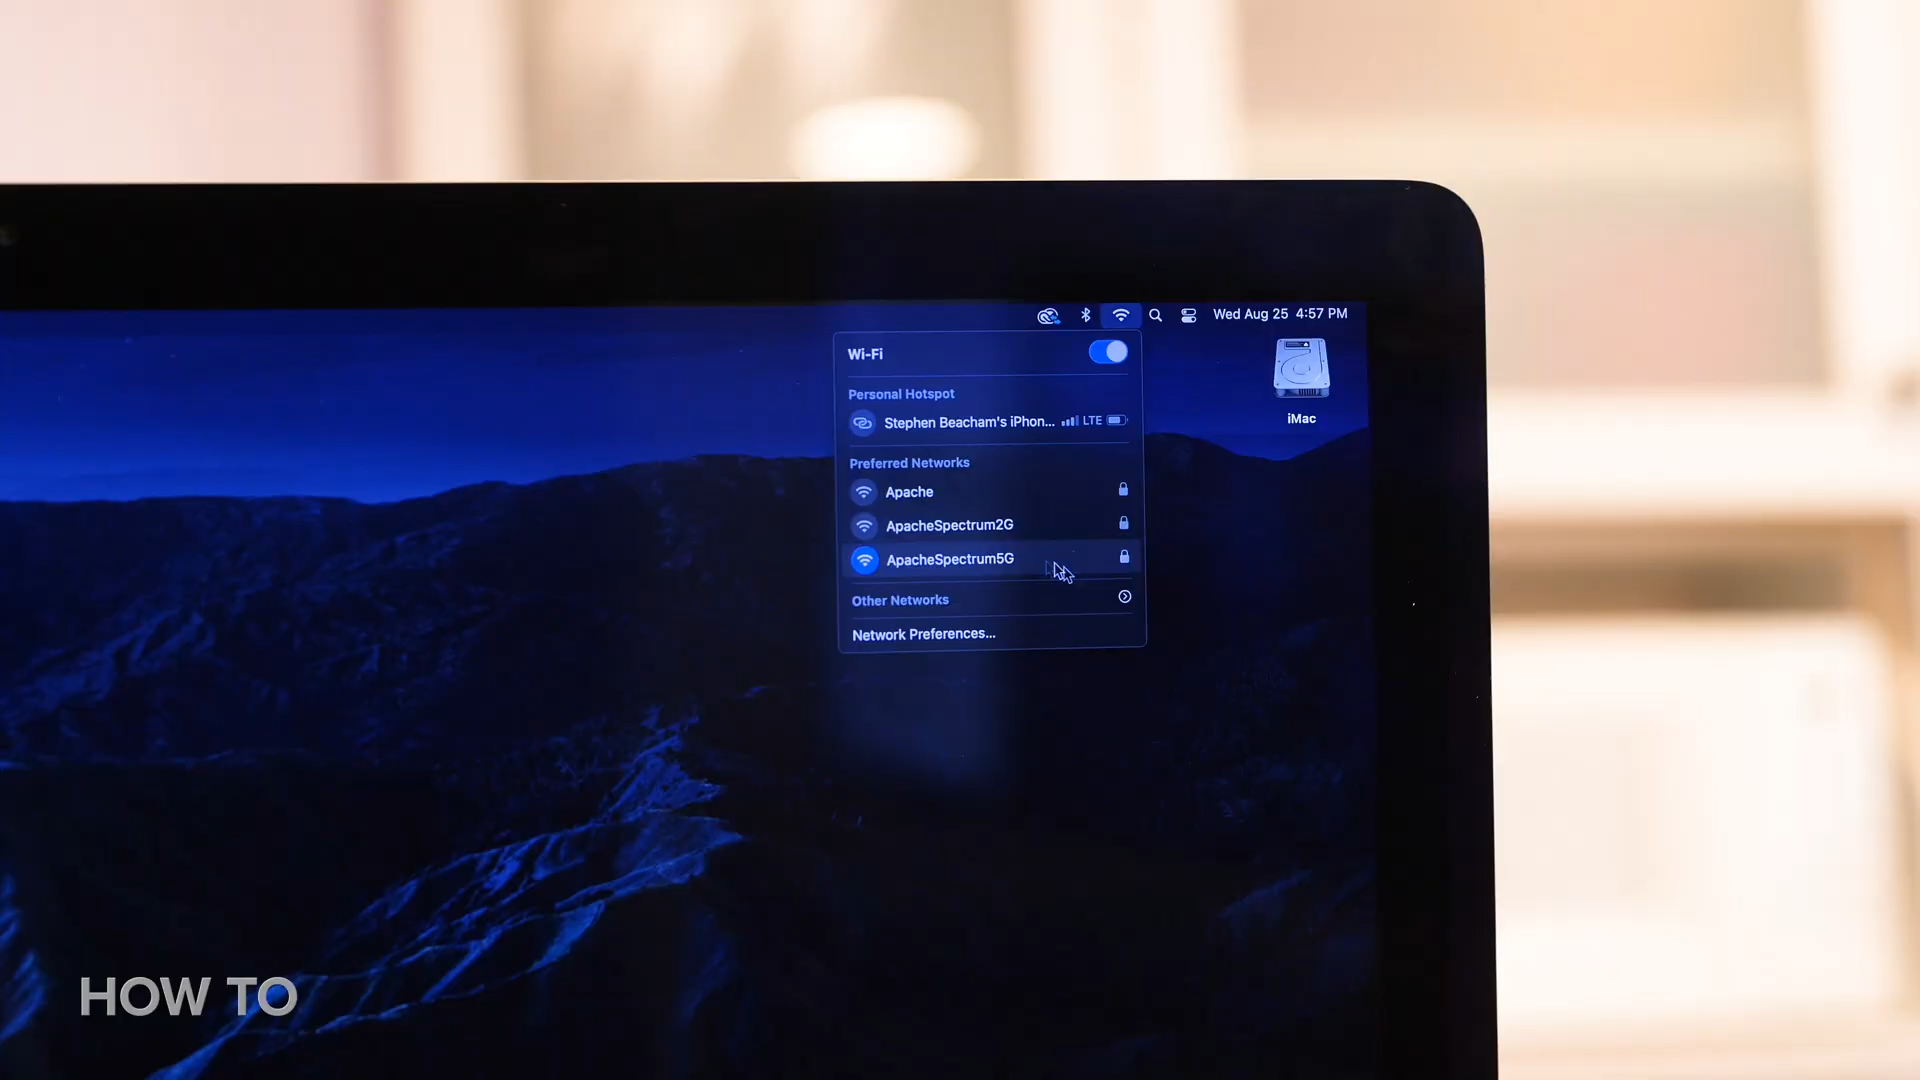 Wed Aug 25 4:57 PM
Wi-Fi
iMac
Personal Hotspot
Stephen Beacham's iPhon... LTE
Preferred Networks
Apache
ApacheSpectrum2G
ApacheSpectrum5G
Other Networks
Network Preferences...
HOW TO